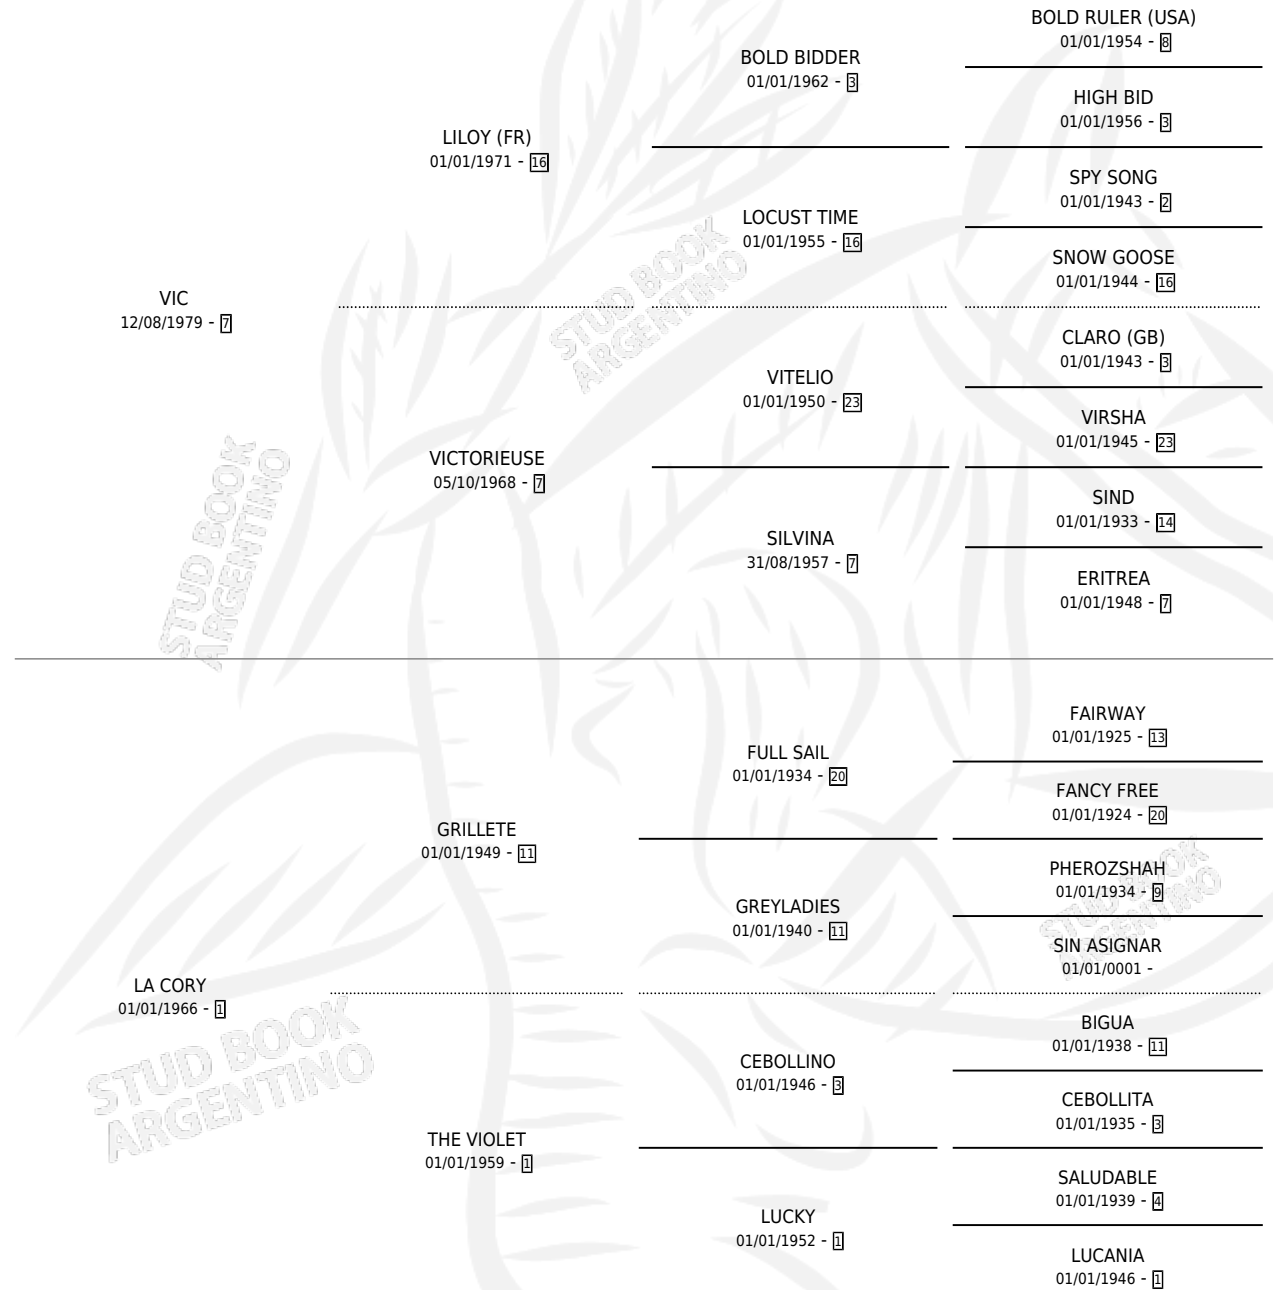 BOLD RULER (USA)
01/01/1954 - 8
BOLD BIDDER
01/01/1962 - 3
HIGH BID
01/01/1956 - 3
LILOY (FR)
01/01/1971 - 16
SPY SONG
01/01/1943 - 2
LOCUST TIME
01/01/1955 - 16
SNOW GOOSE
01/01/1944 - 16
VIC
12/08/1979 - 7
STUD BOOK
ARGENTINO
CLARO (GB)
01/01/1943 - 3
VITELIO
01/01/1950 - 23
VIRSHA
01/01/1945 - 23
VICTORIEUSE
05/10/1968 - 7
SIND
01/01/1933 - 14
SILVINA
31/08/1957 - 7
ERITREA
01/01/1948 - 7
STUD BOOK
ARGENTINO
FAIRWAY
01/01/1925 - 13
FULL SAIL
01/01/1934 - 20
FANCY FREE
01/01/1924 - 20
GRILLETE
01/01/1949 - 11
PHEROZSHAH
01/01/1934 - 9
GREYLADIES
01/01/1940 - 11
SIN ASIGNAR
01/01/0001 -
STUD BOOK
ARGENTINO
LA CORY
01/01/1966 - 1
BIGUA
01/01/1938 - 11
CEBOLLINO
01/01/1946 - 3
CEBOLLITA
01/01/1935 - 3
STUD BOOK
ARGENTINO
THE VIOLET
01/01/1959 - 1
SALUDABLE
01/01/1939 - 4
LUCKY
01/01/1952 - 1
LUCANIA
01/01/1946 - 1